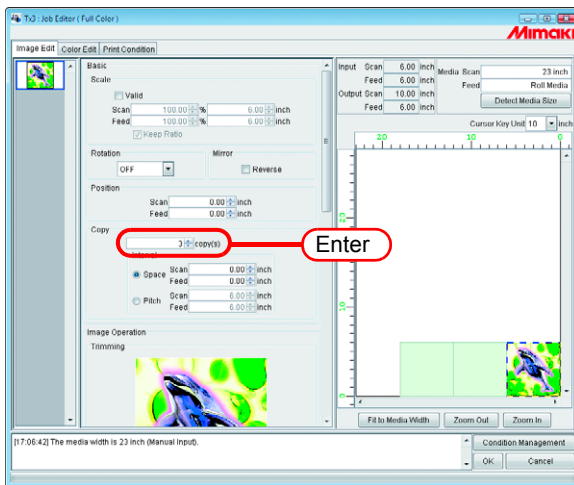 Tx3 : Job Editor ( Full Color )
Mimaki
Image Edit Color Edit Print Condition
Basic
Scale
Valid
Scan 100.00 % 6.00 inch
Feed 100.00 % 6.00 inch
Keep Ratio
Rotation Mirror
OFF Reverse
Position
Scan 0.00 inch
Feed 0.00 inch
Copy
3 copy(s)
Enter
Interval
Space Scan 0.00 inch
Feed 0.00 inch
Pitch Scan 6.00 inch
Feed 6.00 inch
Image Operation
Trimming
Input Scan 6.00 inch
Feed 6.00 inch
Output Scan 10.00 inch
Feed 6.00 inch
Media Scan 23 inch
Feed Roll Media
Detect Media Size
Cursor Key Unit 10 inch
20 10 0
20
10
0
Fit to Media Width Zoom Out Zoom In
[17:06:42] The media width is 23 inch (Manual Input).
Condition Management
OK Cancel